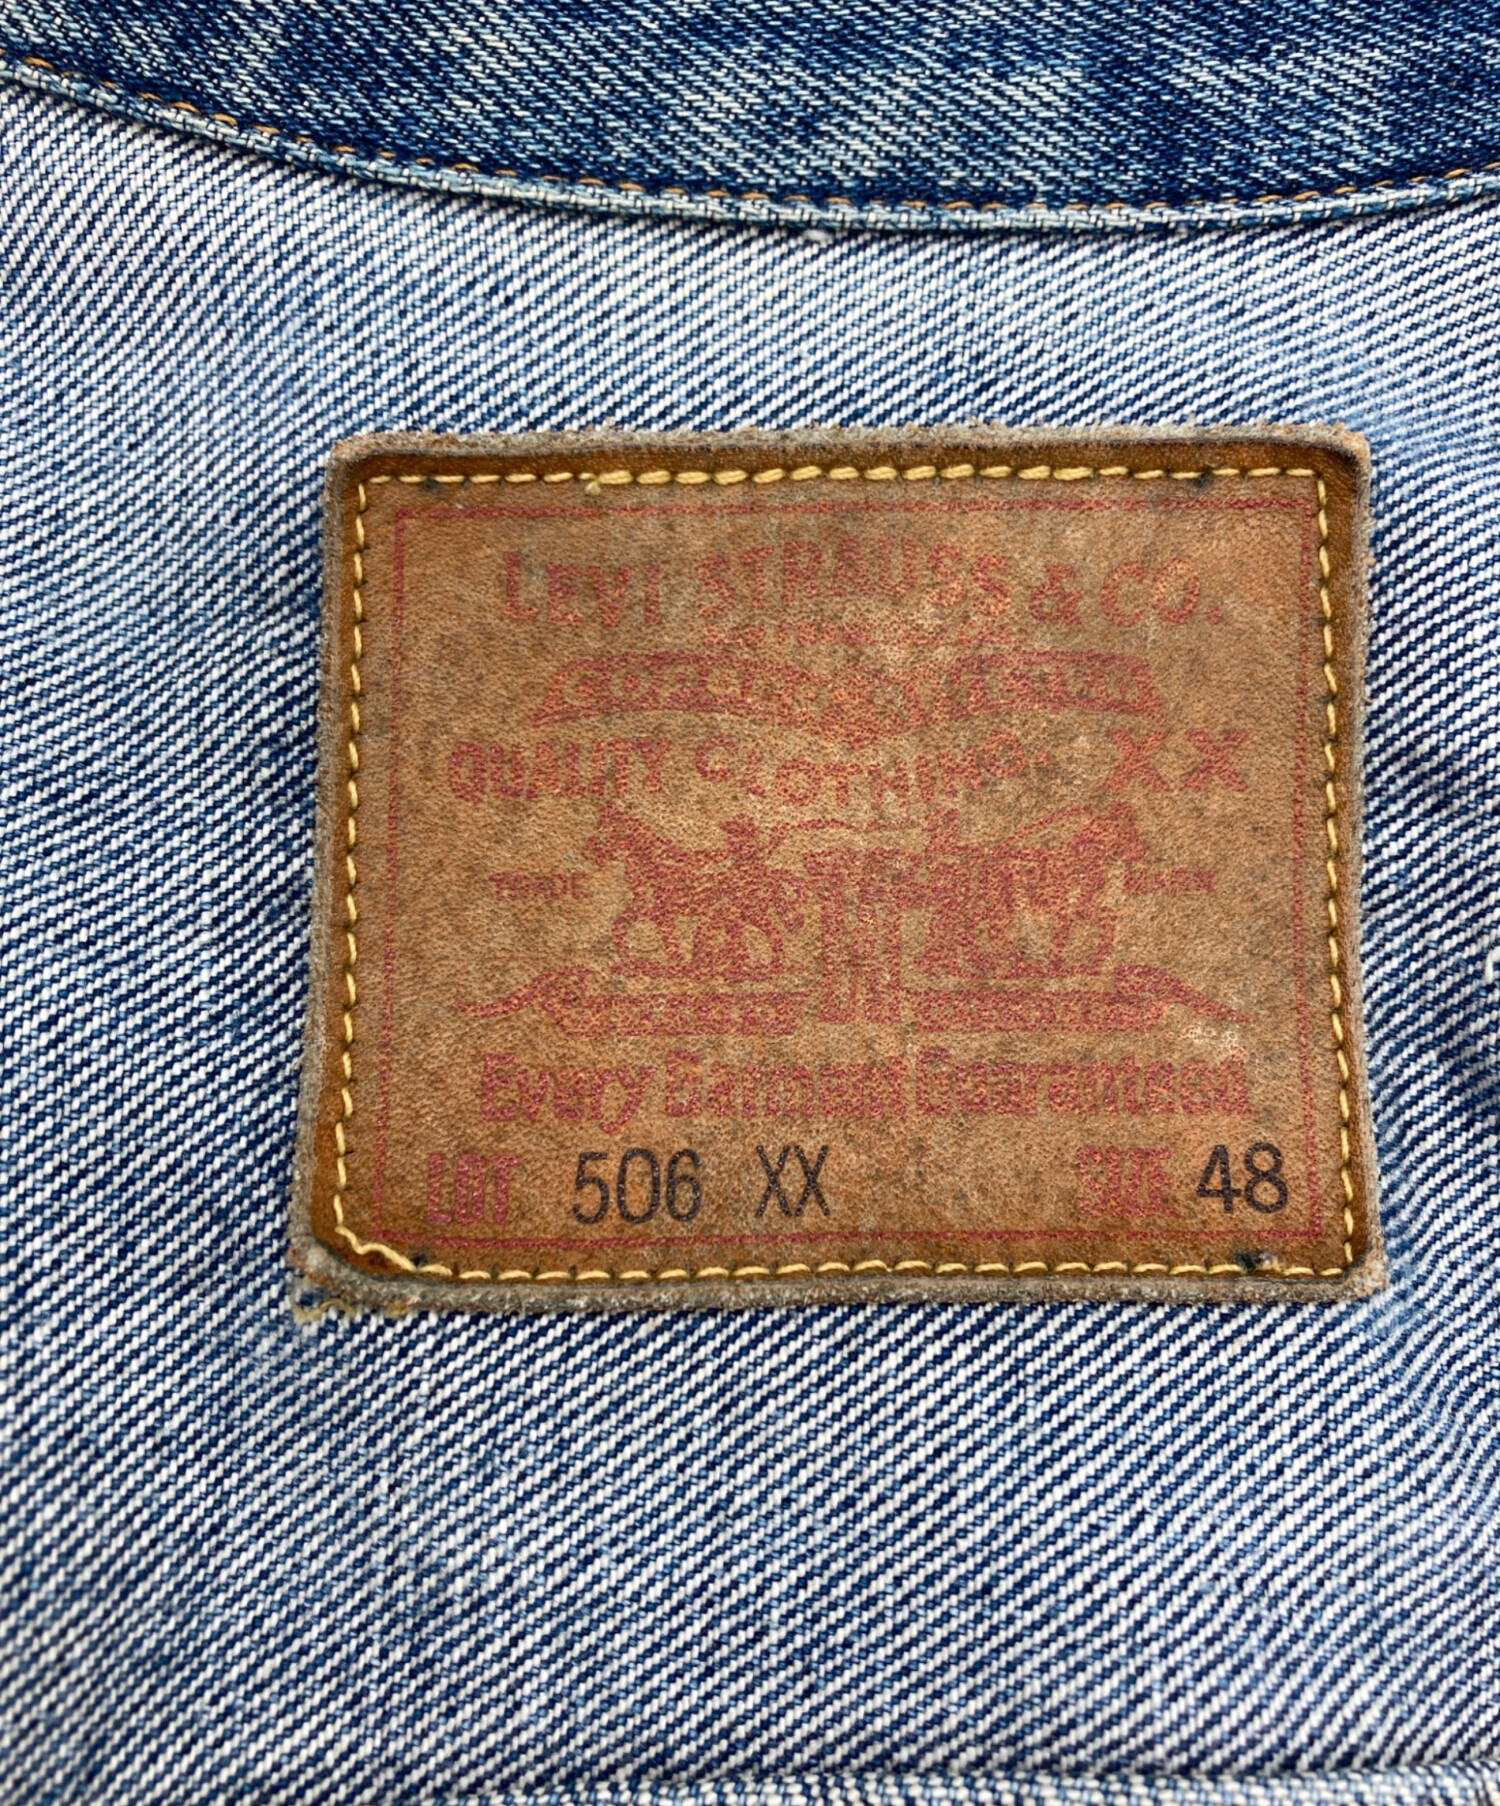 LEVI STRAUSS & CO.
QUALITY CLOTHING. XX
TRADE MARK
Every Garment Guaranteed
LOT 506 XX SIZE 48